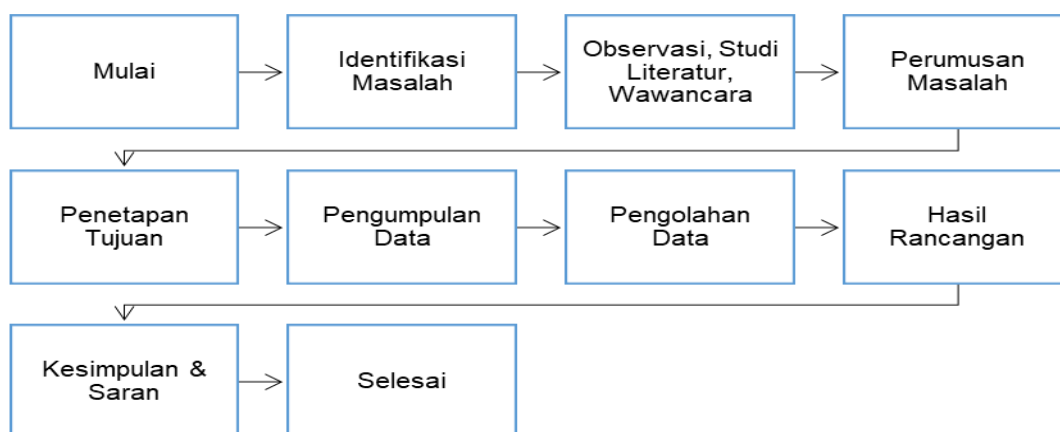 Mulai
Identifikasi
Masalah
Observasi, Studi
Literatur,
Wawancara
Perumusan
Masalah
Penetapan
Tujuan
Pengumpulan
Data
Pengolahan
Data
Hasil
Rancangan
Kesimpulan &
Saran
Selesai